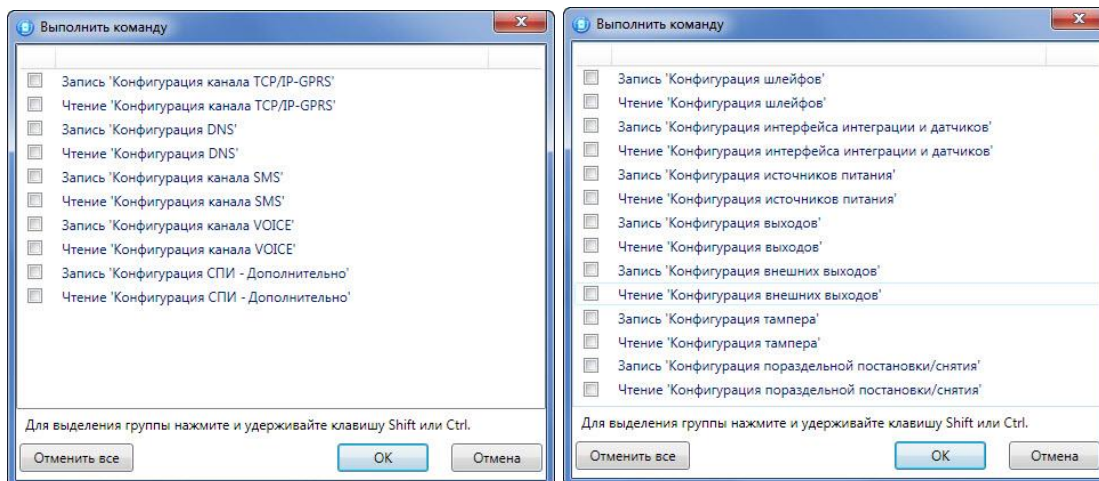 Выполнить команду
Запись 'Конфигурация канала TCP/IP-GPRS'
Чтение 'Конфигурация канала TCP/IP-GPRS'
Запись 'Конфигурация DNS'
Чтение 'Конфигурация DNS'
Запись 'Конфигурация канала SMS'
Чтение 'Конфигурация канала SMS'
Запись 'Конфигурация канала VOICE'
Чтение 'Конфигурация канала VOICE'
Запись 'Конфигурация СПИ - Дополнительно'
Чтение 'Конфигурация СПИ - Дополнительно'
Для выделения группы нажмите и удерживайте клавишу Shift или Ctrl.
Отменить все
OK
Отмена
Выполнить команду
Запись 'Конфигурация шлейфов'
Чтение 'Конфигурация шлейфов'
Запись 'Конфигурация интерфейса интеграции и датчиков'
Чтение 'Конфигурация интерфейса интеграции и датчиков'
Запись 'Конфигурация источников питания'
Чтение 'Конфигурация источников питания'
Запись 'Конфигурация выходов'
Чтение 'Конфигурация выходов'
Запись 'Конфигурация внешних выходов'
Чтение 'Конфигурация внешних выходов'
Запись 'Конфигурация тампера'
Чтение 'Конфигурация тампера'
Запись 'Конфигурация пораздельной постановки/снятия'
Чтение 'Конфигурация пораздельной постановки/снятия'
Для выделения группы нажмите и удерживайте клавишу Shift или Ctrl.
Отменить все
OK
Отмена